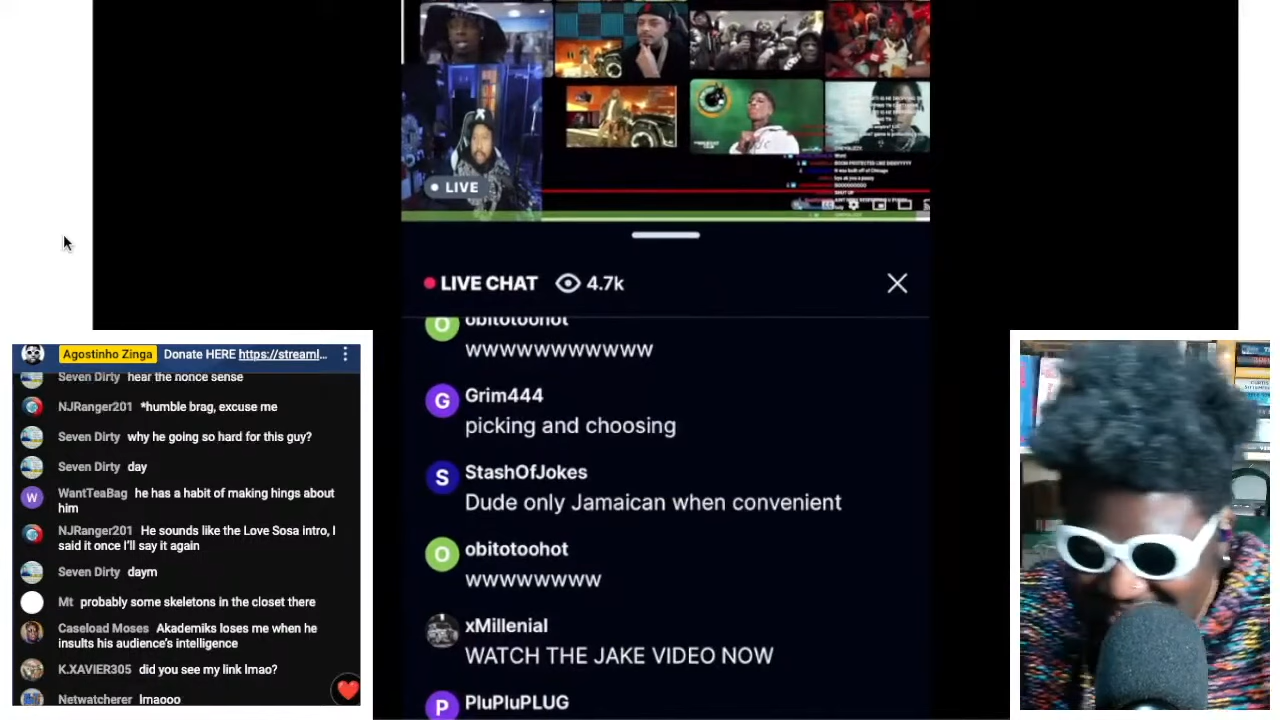 LIVE
LIVE CHAT 4.7k
obitotoohot
wwwwwwwwwww
Grim444
picking and choosing
StashOfJokes
Dude only Jamaican when convenient
obitotoohot
wwwwwwww
xMillenial
WATCH THE JAKE VIDEO NOW
PluPluPLUG
Agostinho Zinga Donate HERE https://streaml...
Seven Dirty hear the nonce sense
NJRanger201 *humble brag, excuse me
Seven Dirty why he going so hard for this guy?
Seven Dirty day
WantTeaBag he has a habit of making hings about
him
NJRanger201 He sounds like the Love Sosa intro, I
said it once I'll say it again
Seven Dirty daym
Mt probably some skeletons in the closet there
Caseload Moses Akademiks loses me when he
insults his audience's intelligence
K.XAVIER305 did you see my link lmao?
Netwatcherer lmaooo